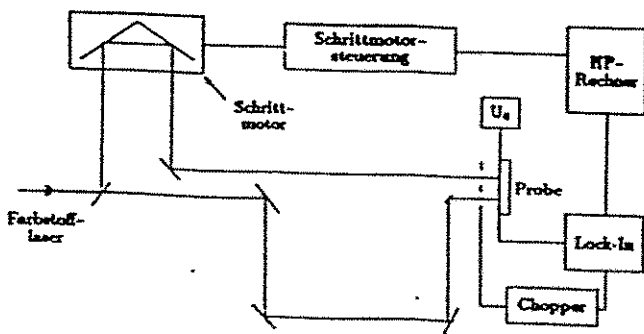 Schrittmotor-
steuerung
HP-
Rechner
Schritt-
motor
Farbstoff-
laser
Probe
Lock-In
Chopper